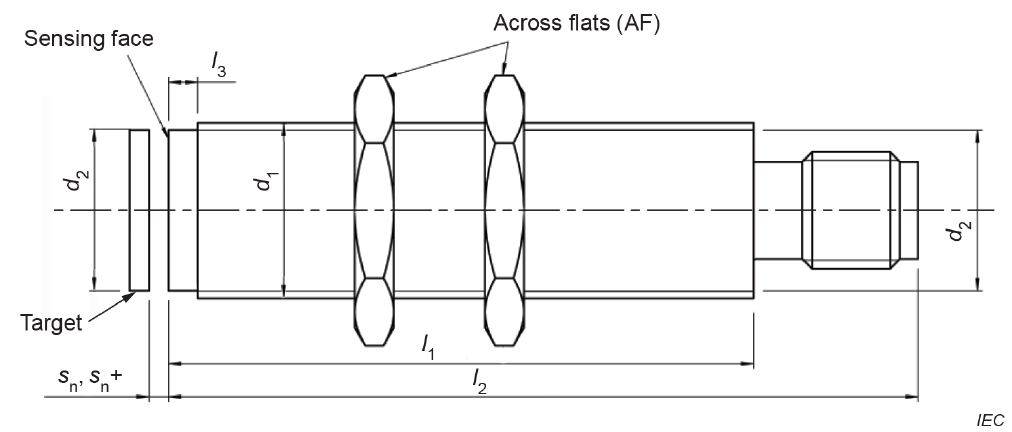 Across flats (AF)
Sensing face
l3
d2
d1
d2
Target
l1
sn, sn+
l2
IEC